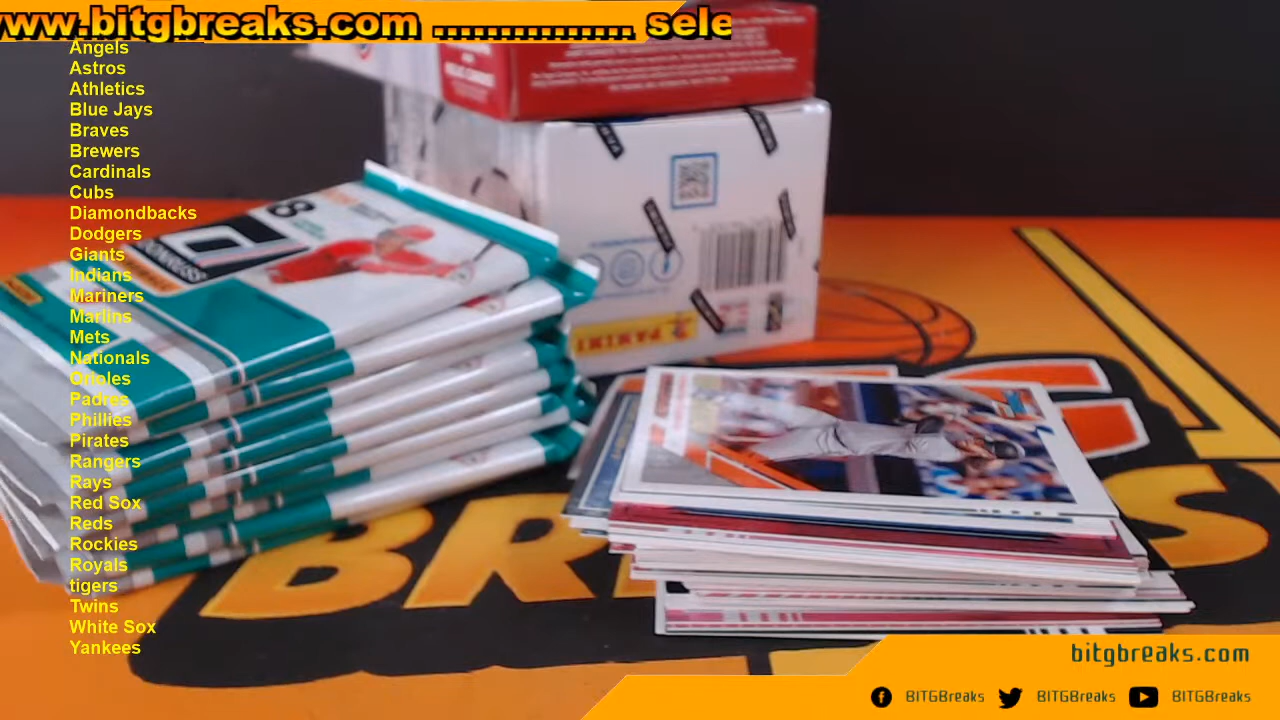 www.bitgbreaks.com ............... sele
Angels
Astros
Athletics
Blue Jays
Braves
Brewers
Cardinals
Cubs
Diamondbacks
Dodgers
Giants
Indians
Mariners
Marlins
Mets
Nationals
Orioles
Padres
Phillies
Pirates
Rangers
Rays
Red Sox
Reds
Rockies
Royals
tigers
Twins
White Sox
Yankees
DONRUSS
PANINI
BREAKS
bitgbreaks.com
BITGBreaks
BITGBreaks
BITGBreaks